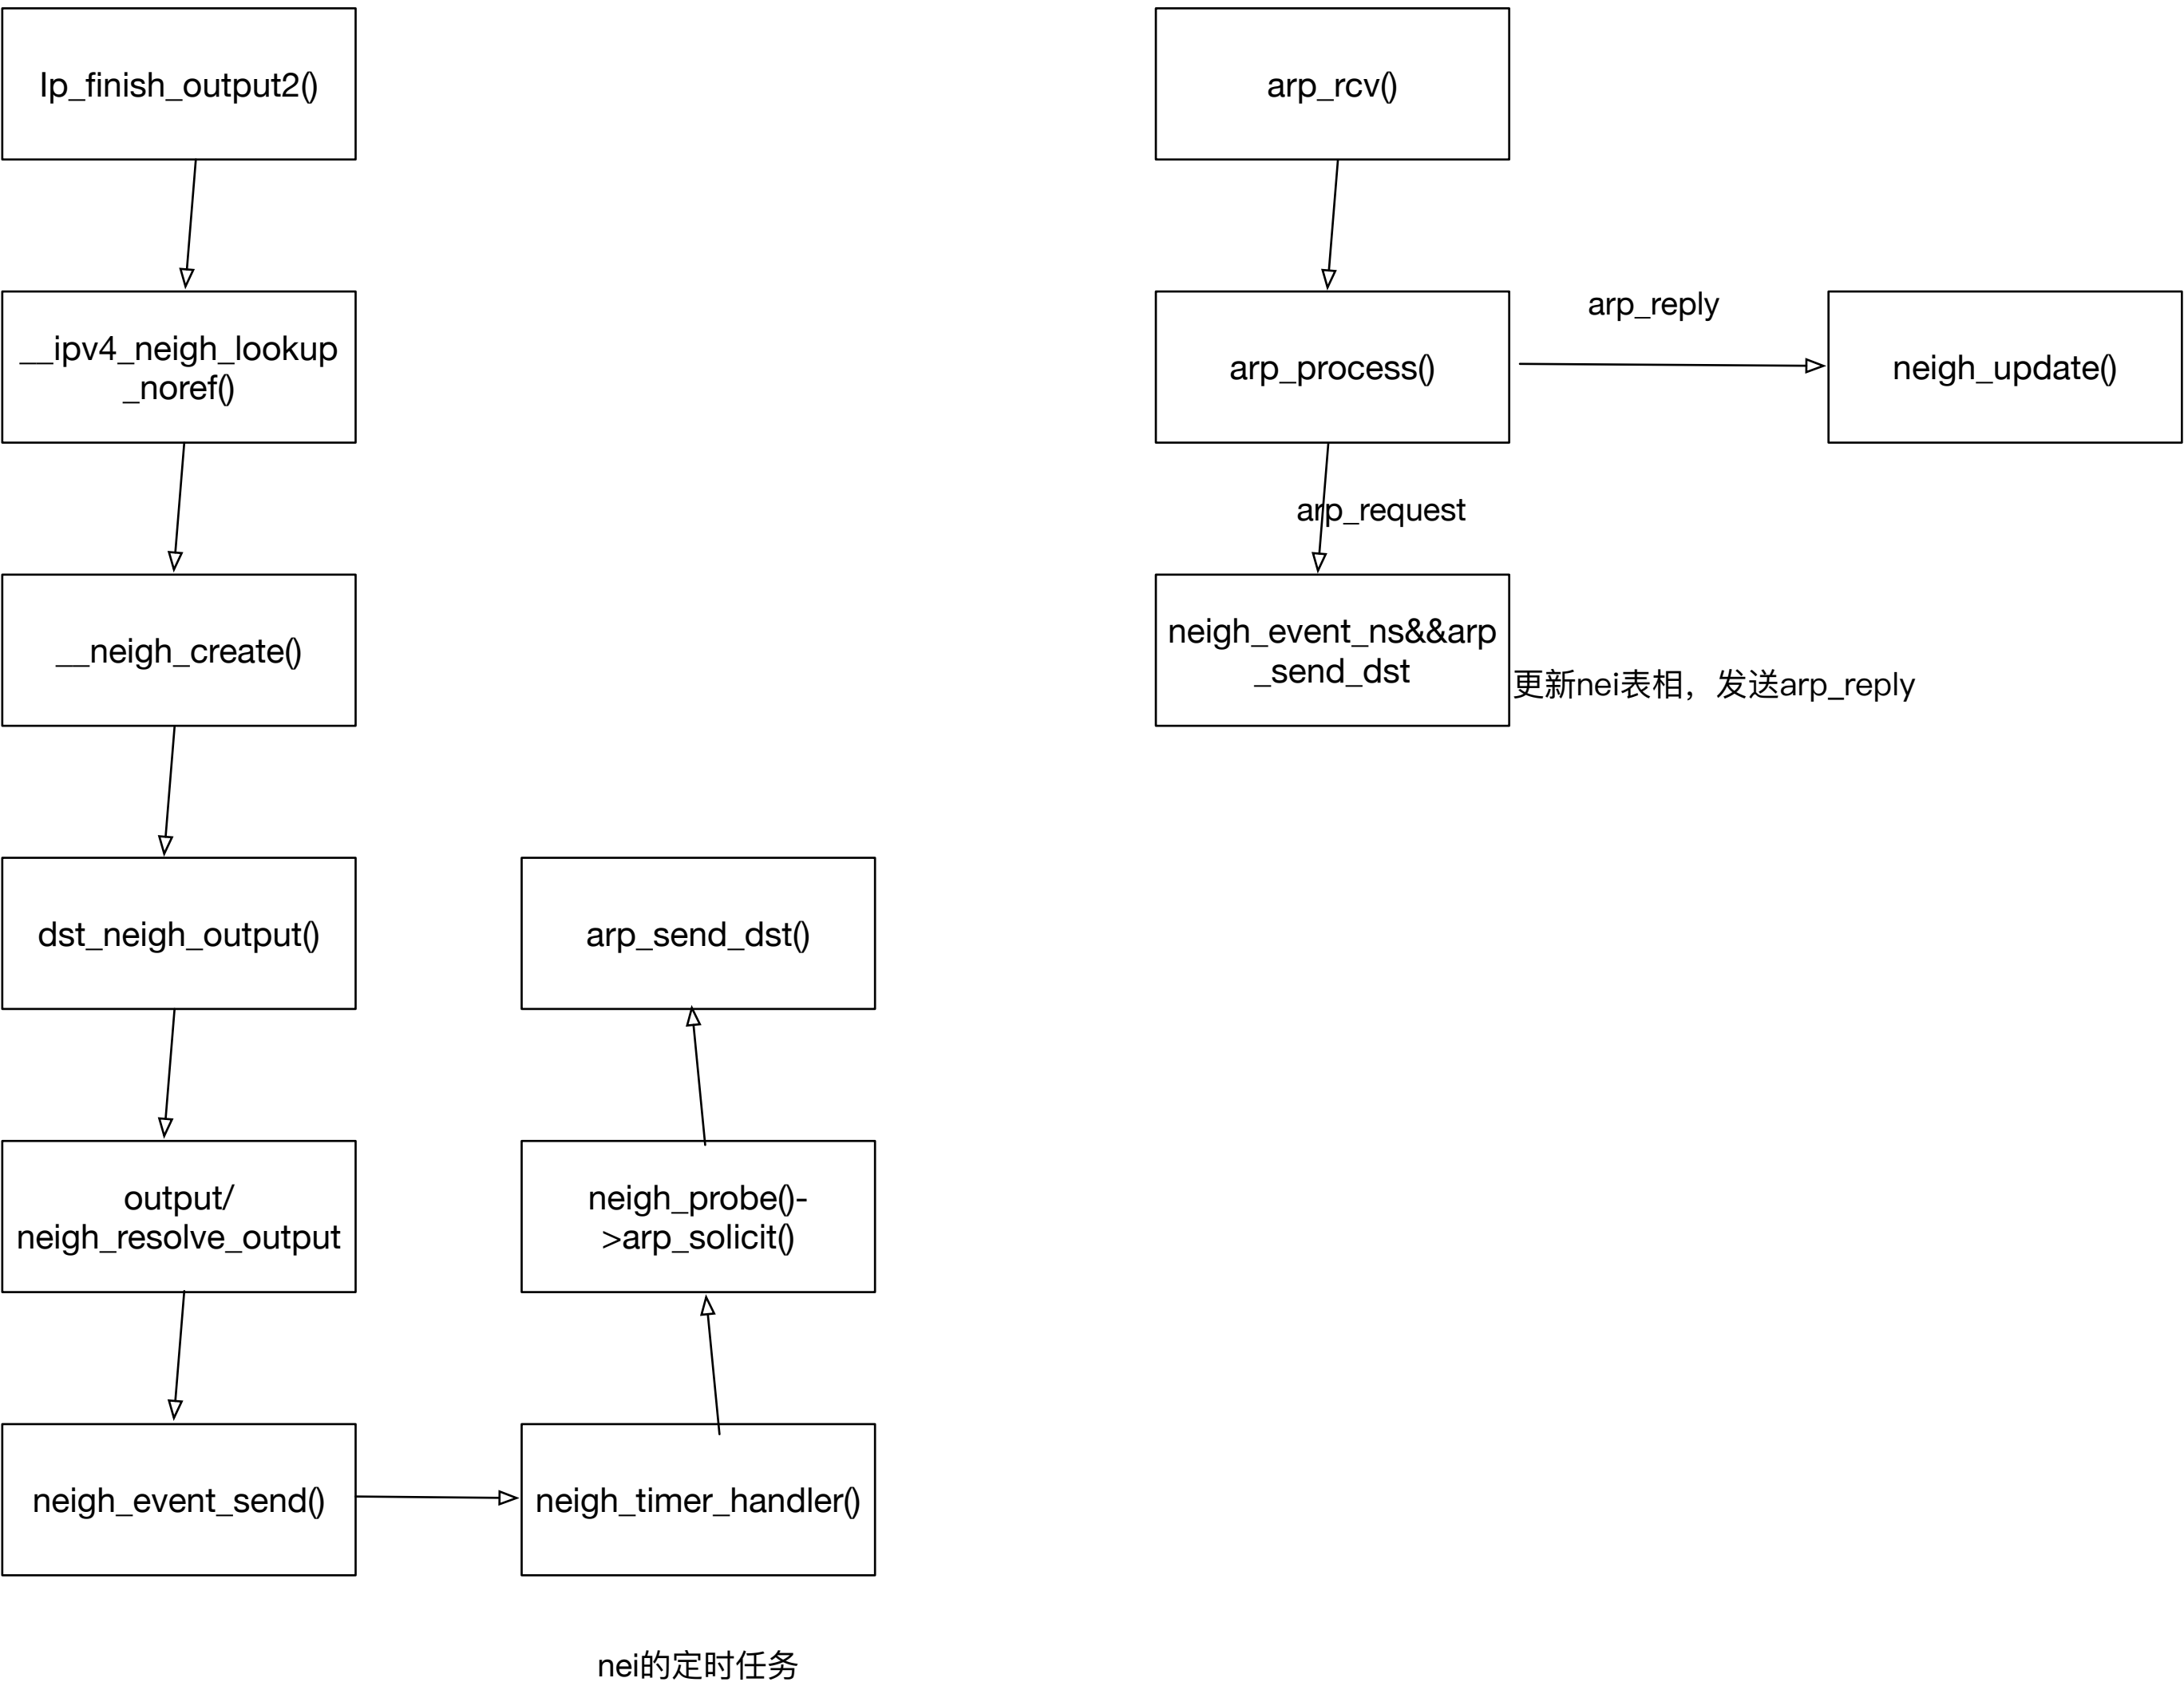 Ip_finish_output2()
__ipv4_neigh_lookup
_noref()
__neigh_create()
dst_neigh_output()
output/
neigh_resolve_output
neigh_event_send()
neigh_timer_handler()
nei的定时任务
neigh_probe()-
>arp_solicit()
arp_send_dst()
arp_rcv()
arp_process()
arp_reply
neigh_update()
arp_request
neigh_event_ns&&arp
_send_dst
更新nei表相，发送arp_reply